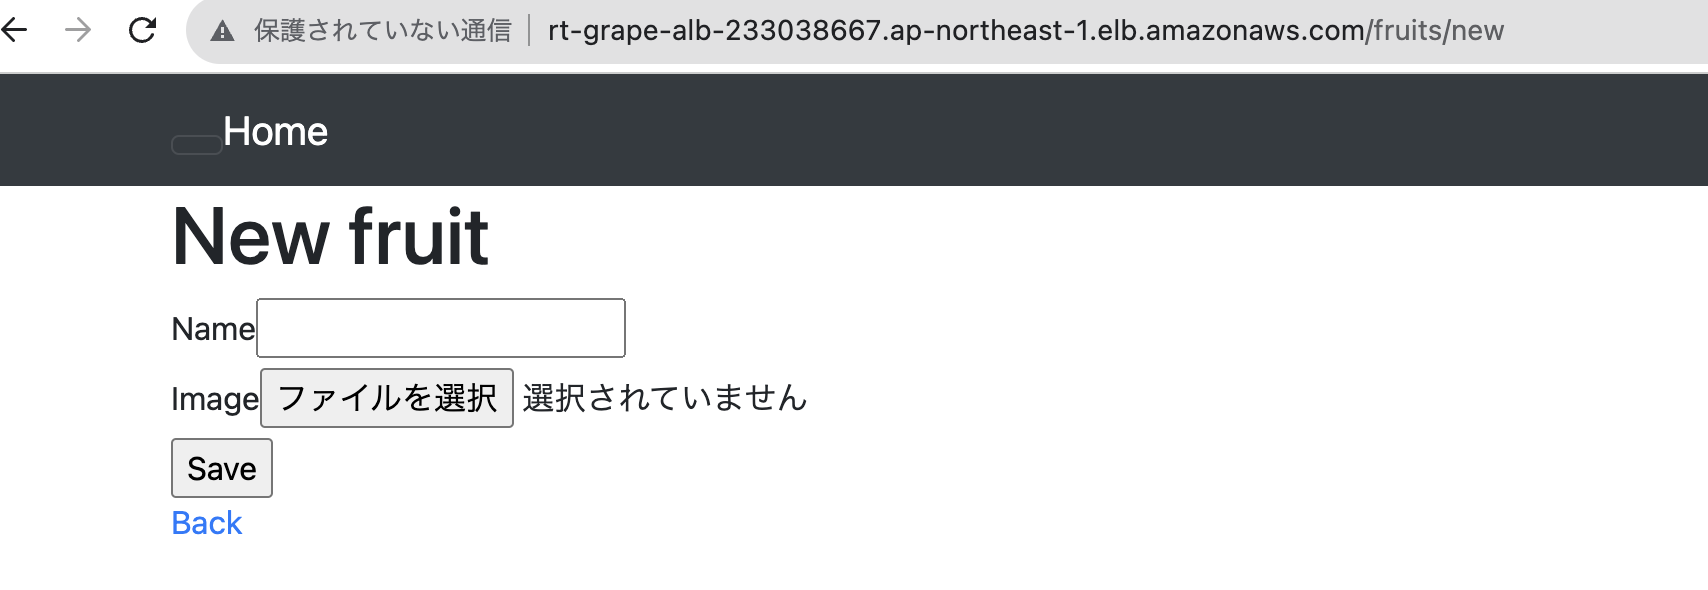 保護されていない通信 rt-grape-alb-233038667.ap-northeast-1.elb.amazonaws.com/fruits/new
Home
New fruit
Name
Image ファイルを選択 選択されていません
Save
Back